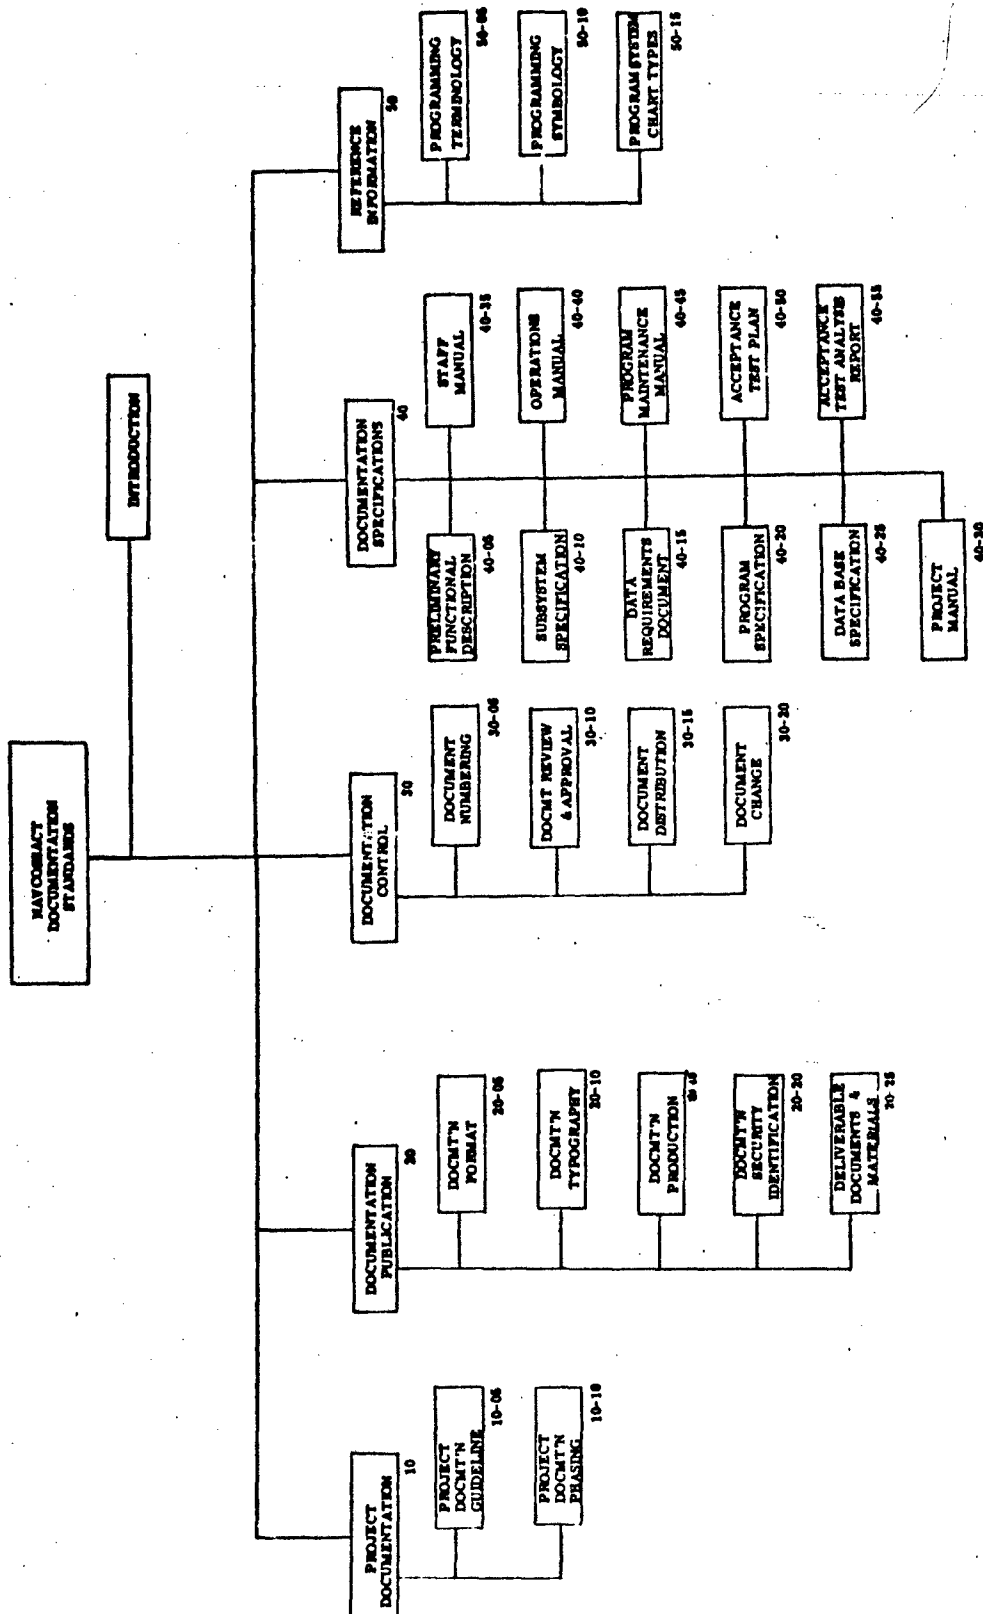 NAVCOSSACT
DOCUMENTATION
STANDARDS
INTRODUCTION
PROJECT
DOCUMENTATION
10
PROJECT
DOCMT'N
GUIDELINE
10-05
PROJECT
DOCMT'N
PHASING
10-10
DOCUMENTATION
PUBLICATION
20
DOCMT'N
FORMAT
20-05
DOCMT'N
TYPOGRAPHY
20-10
DOCMT'N
PRODUCTION
DOCMT'N
SECURITY
IDENTIFICATION
20-20
DELIVERABLE
DOCUMENTS &
MATERIALS
20-25
DOCUMENTATION
CONTROL
30
DOCUMENT
NUMBERING
30-05
DOCMT REVIEW
& APPROVAL
30-10
DOCUMENT
DISTRIBUTION
30-15
DOCUMENT
CHANGE
30-20
DOCUMENTATION
SPECIFICATIONS
40
PRELIMINARY
FUNCTIONAL
DESCRIPTION
40-05
SUBSYSTEM
SPECIFICATION
40-10
DATA
REQUIREMENTS
DOCUMENT
40-15
PROGRAM
SPECIFICATION
40-20
DATA BASE
SPECIFICATION
40-25
PROJECT
MANUAL
40-30
STAFF
MANUAL
40-35
OPERATIONS
MANUAL
40-40
PROGRAM
MAINTENANCE
MANUAL
40-45
ACCEPTANCE
TEST PLAN
40-50
ACCEPTANCE
TEST ANALYSIS
REPORT
40-55
REFERENCE
INFORMATION
50
PROGRAMMING
TERMINOLOGY
50-05
PROGRAMMING
SYMBOLOGY
50-10
PROGRAM SYSTEM
CHART TYPES
50-15